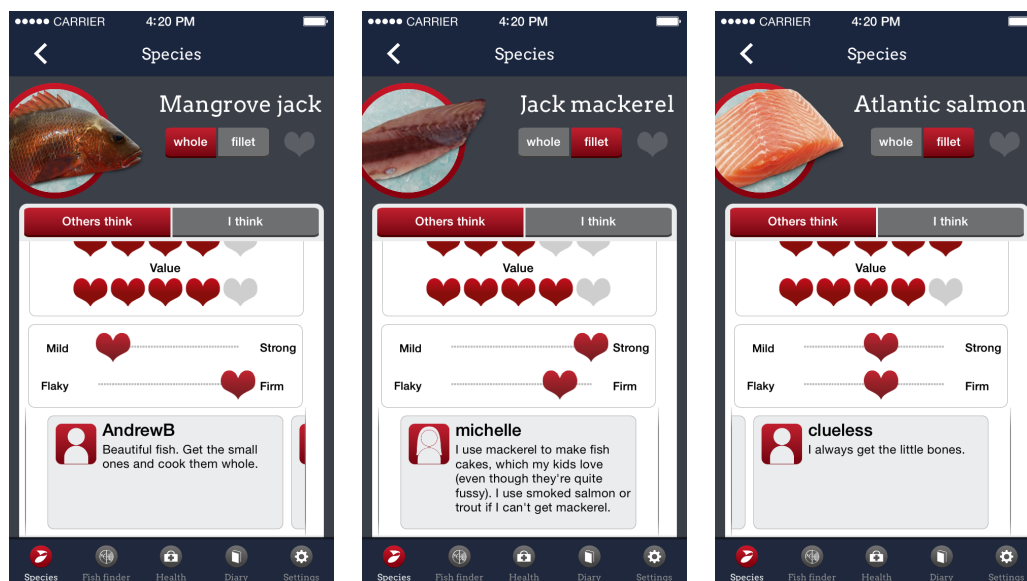 CARRIER 4:20 PM
Species
Mangrove jack
whole fillet
Others think I think
Value
Mild Strong
Flaky Firm
AndrewB
Beautiful fish. Get the small
ones and cook them whole.
Species Fish finder Health Diary Settings
CARRIER 4:20 PM
Species
Jack mackerel
whole fillet
Others think I think
Value
Mild Strong
Flaky Firm
michelle
I use mackerel to make fish
cakes, which my kids love
(even though they're quite
fussy). I use smoked salmon or
trout if I can't get mackerel.
Species Fish finder Health Diary Settings
CARRIER 4:20 PM
Species
Atlantic salmon
whole fillet
Others think I think
Value
Mild Strong
Flaky Firm
clueless
I always get the little bones.
Species Fish finder Health Diary Settings